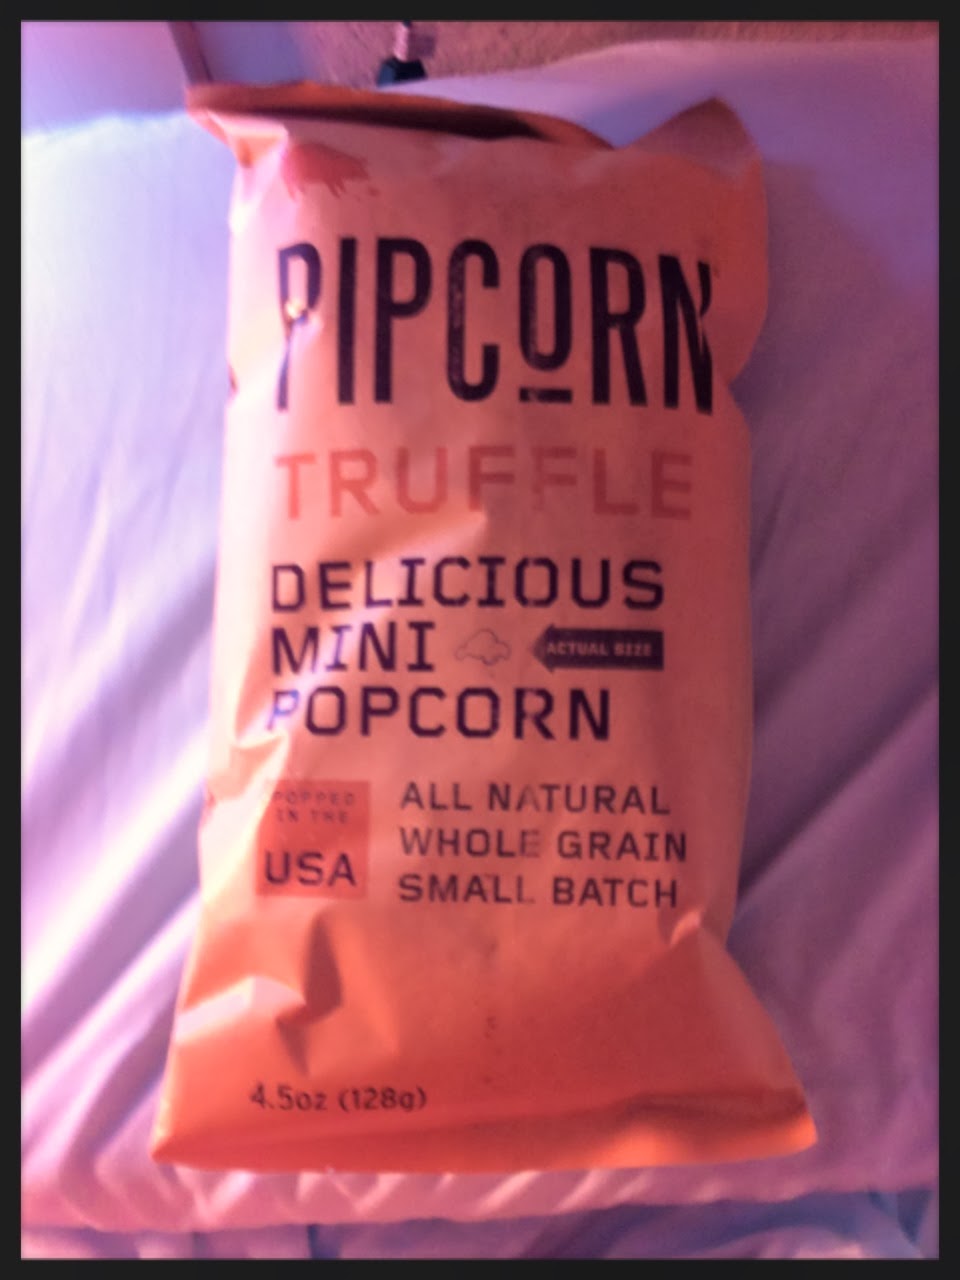 PIPCORN
TRUFFLE
DELICIOUS
MINI
ACTUAL SIZE
POPCORN
POPPED
IN THE
USA
ALL NATURAL
WHOLE GRAIN
SMALL BATCH
4.5oz (128g)